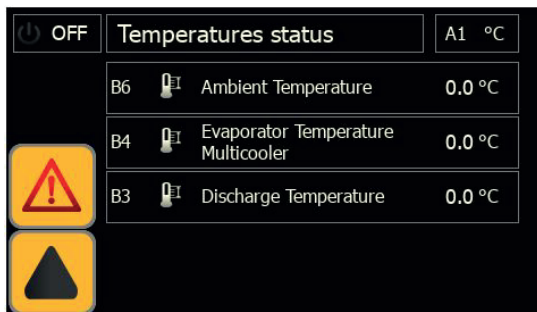 OFF
Temperatures status
A1 °C
B6 Ambient Temperature 0.0 °C
B4 Evaporator Temperature
Multicooler 0.0 °C
B3 Discharge Temperature 0.0 °C